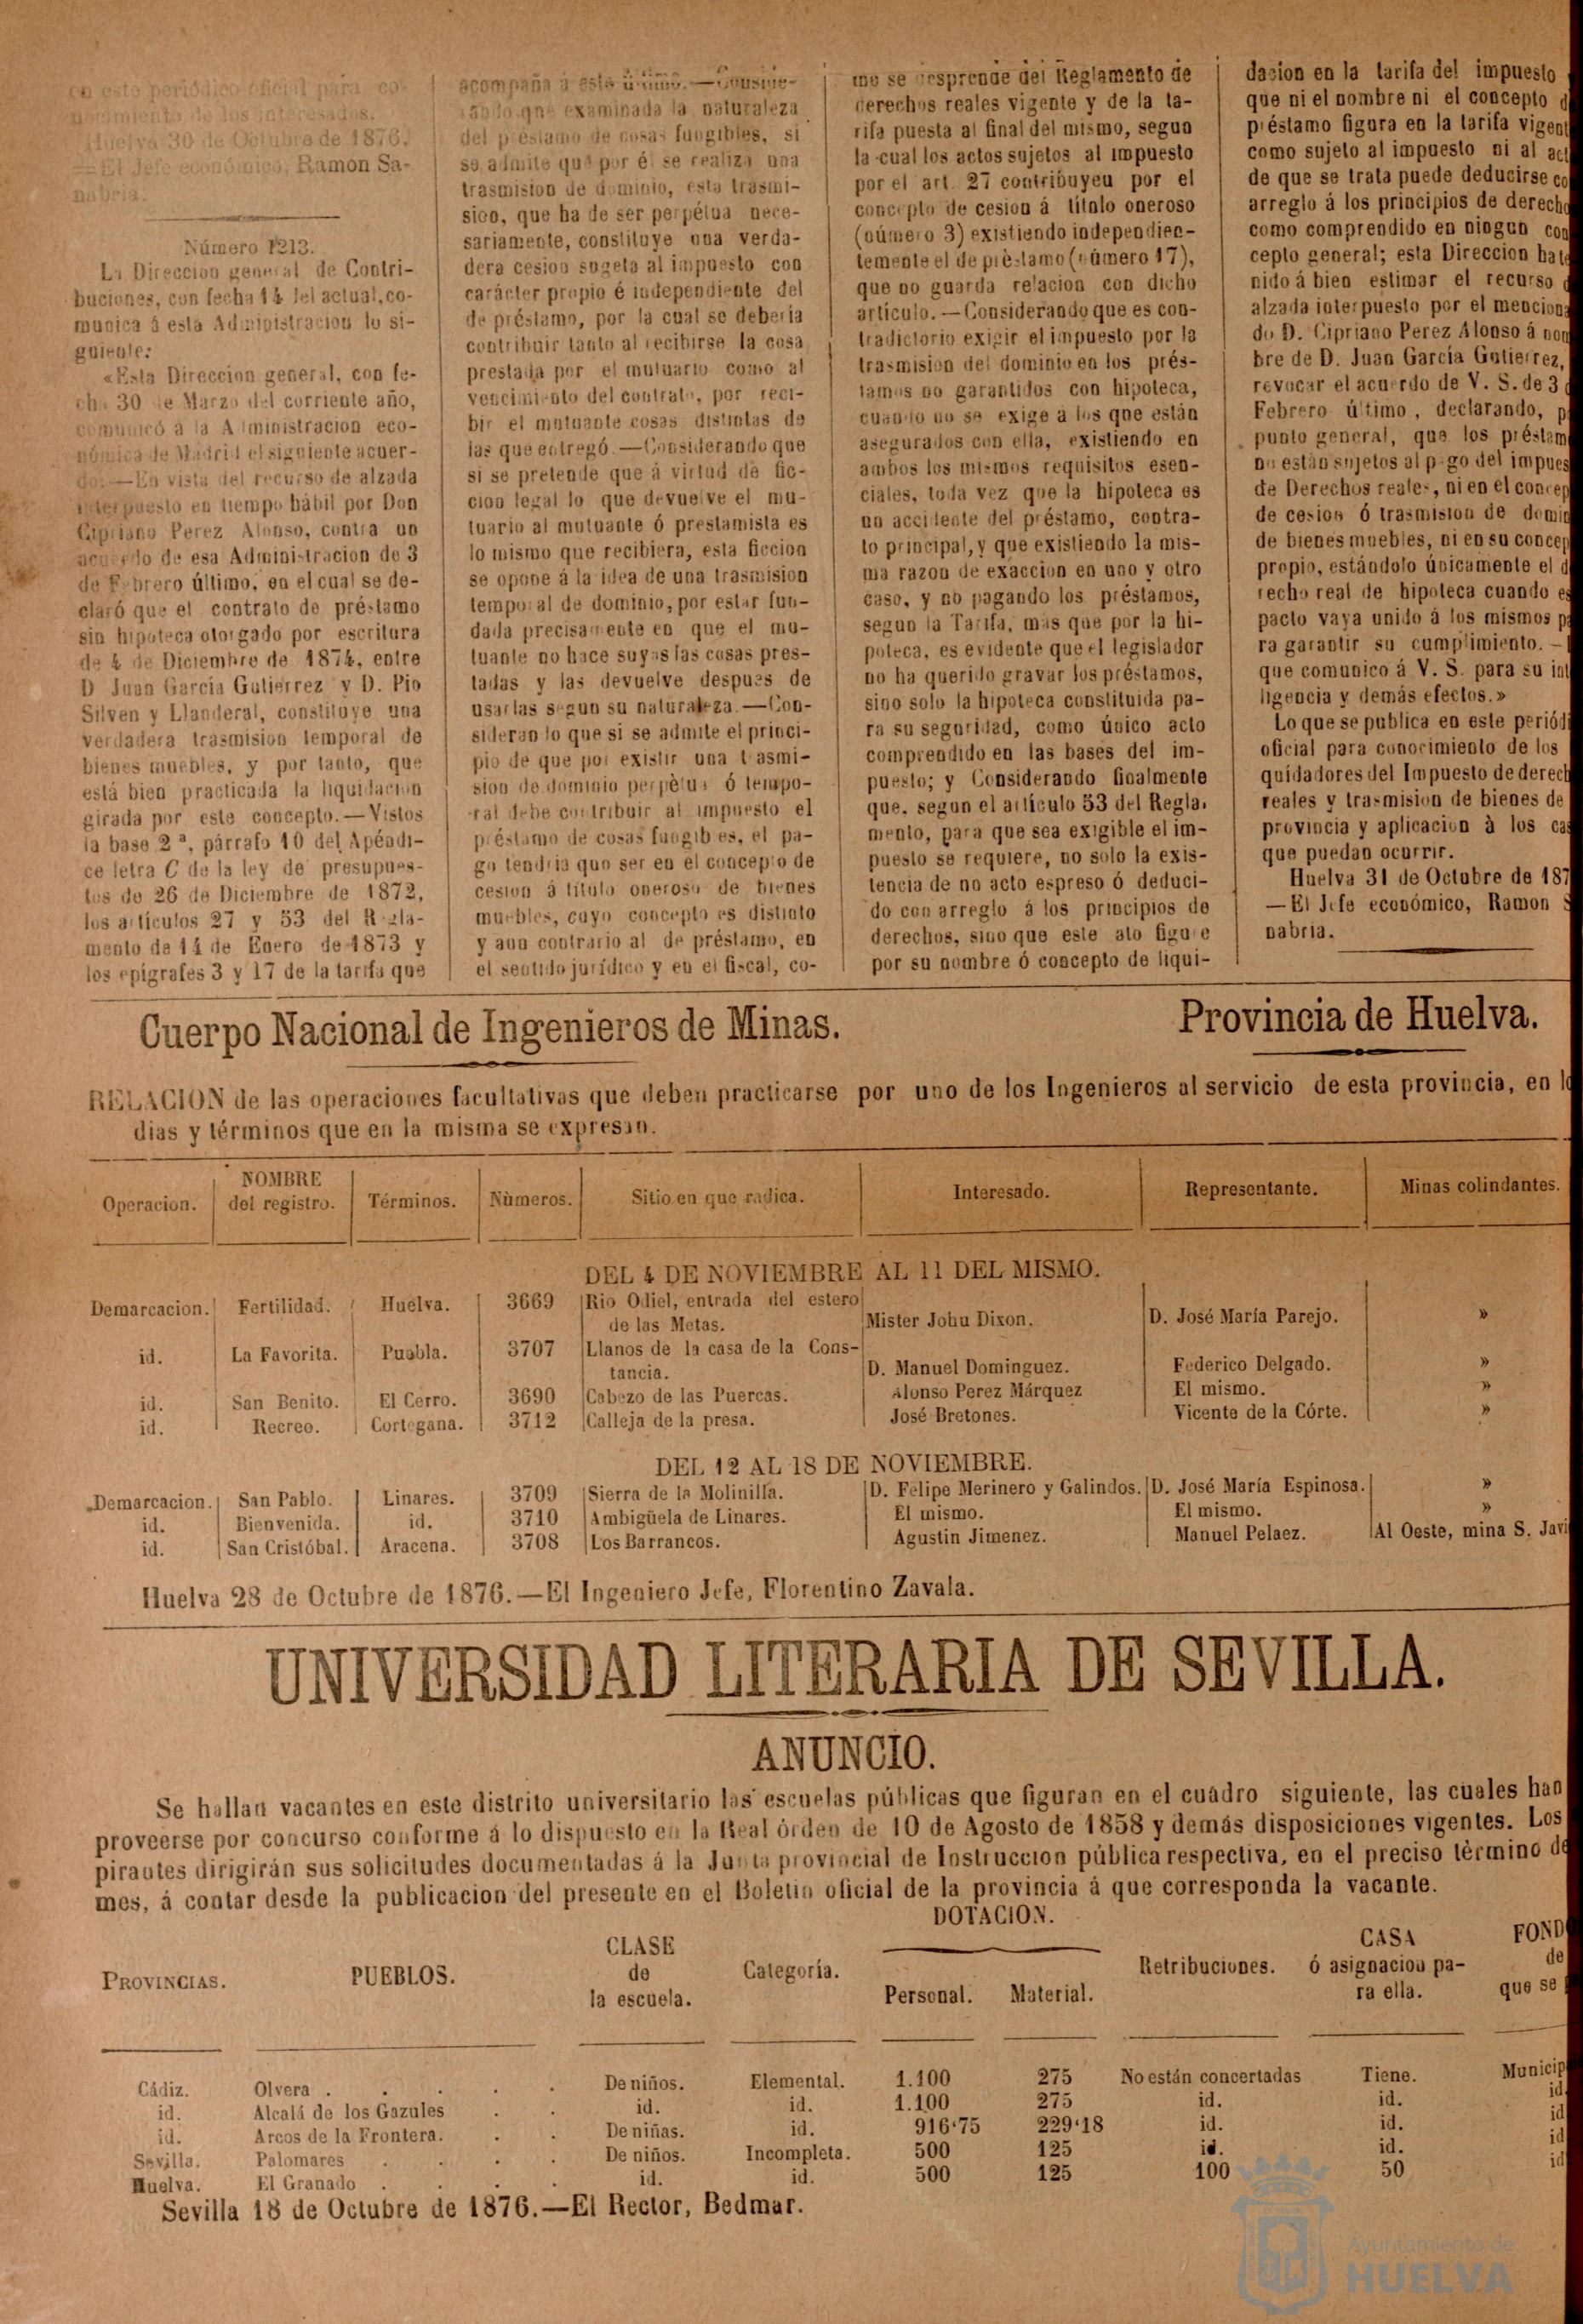 en este periódico oficial para co-
nocimiento de los interesados.
Huelva 30 de Octubre de 1876.
—El Jefe económico, Ramon Sa-
nabria.
Número 1213.
La Direccion general de Contri-
buciones, con fecha 14 del actual, co-
munica á esta Administracion lo si-
guiente:
«Esta Direccion general, con fe-
cha 30 de Marzo del corriente año,
comunicó á la Administracion eco-
nómica de Madrid el siguiente acuer-
do:—En vista del recurso de alzada
interpuesto en tiempo hábil por Don
Cipriano Perez Alonso, contra un
acuerdo de esa Administracion de 3
de Febrero último, en el cual se de-
claró que el contrato de préstamo
sin hipoteca otorgado por escritura
de 4 de Diciembre de 1874, entre
D Juan García Gutierrez y D. Pio
Silven y Llanderal, constituye una
verdadera trasmision temporal de
bienes muebles, y por tanto, que
está bien practicada la liquidacion
girada por este concepto.—Vistos
la base 2.ª, párrafo 10 del Apéndi-
ce letra C de la ley de presupues-
tos de 26 de Diciembre de 1872,
los artículos 27 y 53 del Regla-
mento de 14 de Enero de 1873 y
los epígrafes 3 y 17 de la tarifa que
acompaña á este último.—Conside-
rando que examinada la naturaleza
del préstamo de cosas fungibles, si
se admite que por él se realiza una
trasmision de dominio, esta trasmi-
sion, que ha de ser perpétua nece-
sariamente, constituye una verda-
dera cesion sugeta al impuesto con
carácter propio é independiente del
de préstamo, por la cual se deberia
contribuir tanto al recibirse la cosa
prestada por el mutuario como al
vencimiento del contrato, por reci-
bir el mutuante cosas distintas de
las que entregó.—Considerando que
si se pretende que á virtud de fic-
cion legal lo que devuelve el mu-
tuario al mutuante ó prestamista es
lo mismo que recibiera, esta ficcion
se opone á la idea de una trasmision
temporal de dominio, por estar fun-
dada precisamente en que el mu-
tuante no hace suyas las cosas pres-
tadas y las devuelve despues de
usarlas segun su naturaleza.—Con-
siderando que si se admite el princi-
pio de que por existir una trasmi-
sion de dominio perpètuo ó tempo-
ral debe contribuir al impuesto el
préstamo de cosas fungibles, el pa-
go tendria que ser en el concepto de
cesion á título oneroso de bienes
muebles, cuyo concepto es distinto
y aun contrario al de préstamo, en
el sentido jurídico y en el fiscal, co-
mo se desprende del Reglamento de
derechos reales vigente y de la ta-
rifa puesta al final del mismo, segun
la cual los actos sujetos al impuesto
por el art. 27 contribuyeu por el
concepto de cesion á título oneroso
(número 3) existiendo independien-
temente el de prèstamo (número 17),
que no guarda relacion con dicho
artículo.—Considerando que es con-
tradictorio exigir el impuesto por la
trasmision del dominio en los prés-
tamos no garantidos con hipoteca,
cuando no se exige á los que están
asegurados con ella, existiendo en
ambos los mismos requisitos esen-
ciales, toda vez que la hipoteca es
un accidente del préstamo, contra-
to principal, y que existiendo la mis-
ma razon de exaccion en uno y otro
caso, y no pagando los préstamos,
segun la Tarifa, mas que por la hi-
poteca, es evidente que el legislador
no ha querido gravar los préstamos,
sino solo la hipoteca constituida pa-
ra su seguridad, como único acto
comprendido en las bases del im-
puesto; y Considerando finalmente
que, segun el artículo 53 del Regla-
mento, para que sea exigible el im-
puesto se requiere, no solo la exis-
tencia de no acto espreso ó deduci-
do con arreglo á los principios de
derechos, sino que este ato figure
por su nombre ó concepto de liqui-
dacion en la tarifa del impuesto
que ni el nombre ni el concepto d
préstamo figura en la tarifa vigent
como sujeto al impuesto ni al act
de que se trata puede deducirse co
arreglo á los principios de derecho
como comprendido en ningun con
cepto general; esta Direccion ha te
nido á bien estimar el recurso d
alzada interpuesto por el menciona
do D. Cipriano Perez Alonso á nom
bre de D. Juan García Gutierrez,
revocar el acuerdo de V. S. de 3 d
Febrero último, declarando, p
punto general, que los préstam
no están sujetos al pago del impues
de Derechos reales, ni en el concep
de cesion ó trasmision de domin
de bienes muebles, ni en su concep
propio, estándolo únicamente el d
recho real de hipoteca cuando es
pacto vaya unido á los mismos pa
ra garantir su cumplimiento.—
que comunico á V. S. para su int
ligencia y demás efectos.»
Lo que se publica en este periódi
oficial para conocimiento de los
quidadores del Impuesto de derech
reales y trasmision de bienes de
provincia y aplicacion à los cas
que puedan ocurrir.
Huelva 31 de Octubre de 187
—El Jefe económico, Ramon S
nabria.
Cuerpo Nacional de Ingenieros de Minas. Provincia de Huelva.
RELACION de las operaciones facultativas que deben practicarse por uno de los Ingenieros al servicio de esta provincia, en lo
dias y términos que en la misma se expresan.
Operacion. NOMBRE del registro. Términos. Nùmeros. Sitio en que radica. Interesado. Representante. Minas colindantes.
DEL 4 DE NOVIEMBRE AL 11 DEL MISMO.
Demarcacion. Fertilidad. Huelva. 3669 Rio Odiel, entrada del estero
de las Metas. Mister Johu Dixon. D. José María Parejo. »
id. La Favorita. Puebla. 3707 Llanos de la casa de la Cons-
tancia. D. Manuel Dominguez. Federico Delgado. »
id. San Benito. El Cerro. 3690 Cabezo de las Puercas. Alonso Perez Márquez El mismo. »
id. Recreo. Cortegana. 3712 Calleja de la presa. José Bretones. Vicente de la Córte. »
DEL 12 AL 18 DE NOVIEMBRE.
Demarcacion. San Pablo. Linares. 3709 Sierra de la Molinilla. D. Felipe Merinero y Galindos. D. José María Espinosa. »
id. Bienvenida. id. 3710 Ambigüela de Linares. El mismo. El mismo. »
id. San Cristóbal. Aracena. 3708 Los Barrancos. Agustin Jimenez. Manuel Pelaez. Al Oeste, mina S. Javi
Huelva 28 de Octubre de 1876.—El Ingeniero Jefe, Florentino Zavala.
UNIVERSIDAD LITERARIA DE SEVILLA.
ANUNCIO.
Se hallan vacantes en este distrito universitario las escuelas públicas que figuran en el cuadro siguiente, las cuales han
proveerse por concurso conforme á lo dispuesto en la Real órden de 10 de Agosto de 1858 y demás disposiciones vigentes. Los
pirantes dirigirán sus solicitudes documentadas á la Junta provincial de Instruccion pública respectiva, en el preciso tèrmino de
mes, á contar desde la publicacion del presente en el Boletin oficial de la provincia á que corresponda la vacante.
DOTACION.
PROVINCIAS. PUEBLOS. CLASE de la escuela. Categoría. Personal. Material. Retribuciones. CASA ó asignacion pa- ra ella. FOND de que se
Cádiz. Olvera . . . . . De niños. Elemental. 1.100 275 No están concertadas Tiene. Municip
id. Alcalá de los Gazules . . id. id. 1.100 275 id. id. id
id. Arcos de la Frontera. . . De niñas. id. 916‘75 229‘18 id. id. id
Sevilla. Palomares . . . . De niños. Incompleta. 500 125 id. id. id
Huelva. El Granado . . . . id. id. 500 125 100 50 id
Sevilla 18 de Octubre de 1876.—El Rector, Bedmar.
Ayuntamiento de
HUELVA